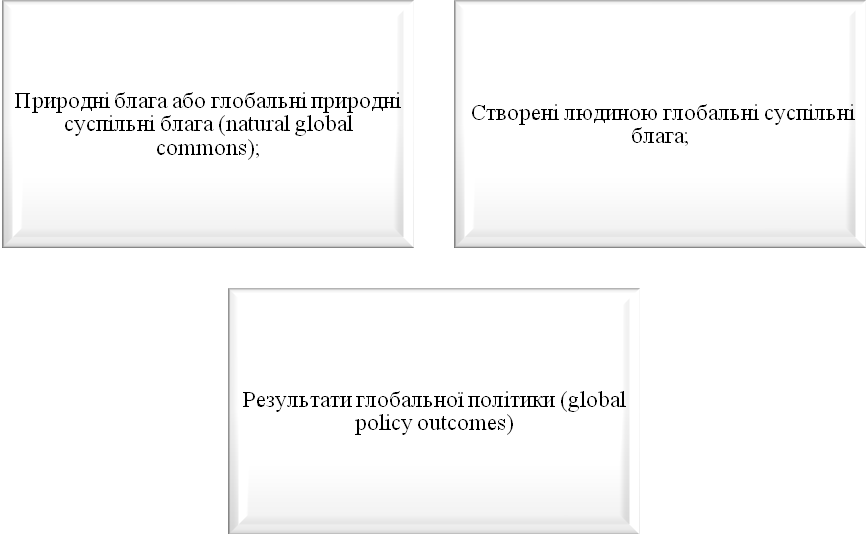 Природні блага або глобальні природні
суспільні блага (natural global
commons);
Створені людиною глобальні суспільні
блага;
Результати глобальної політики (global
policy outcomes)